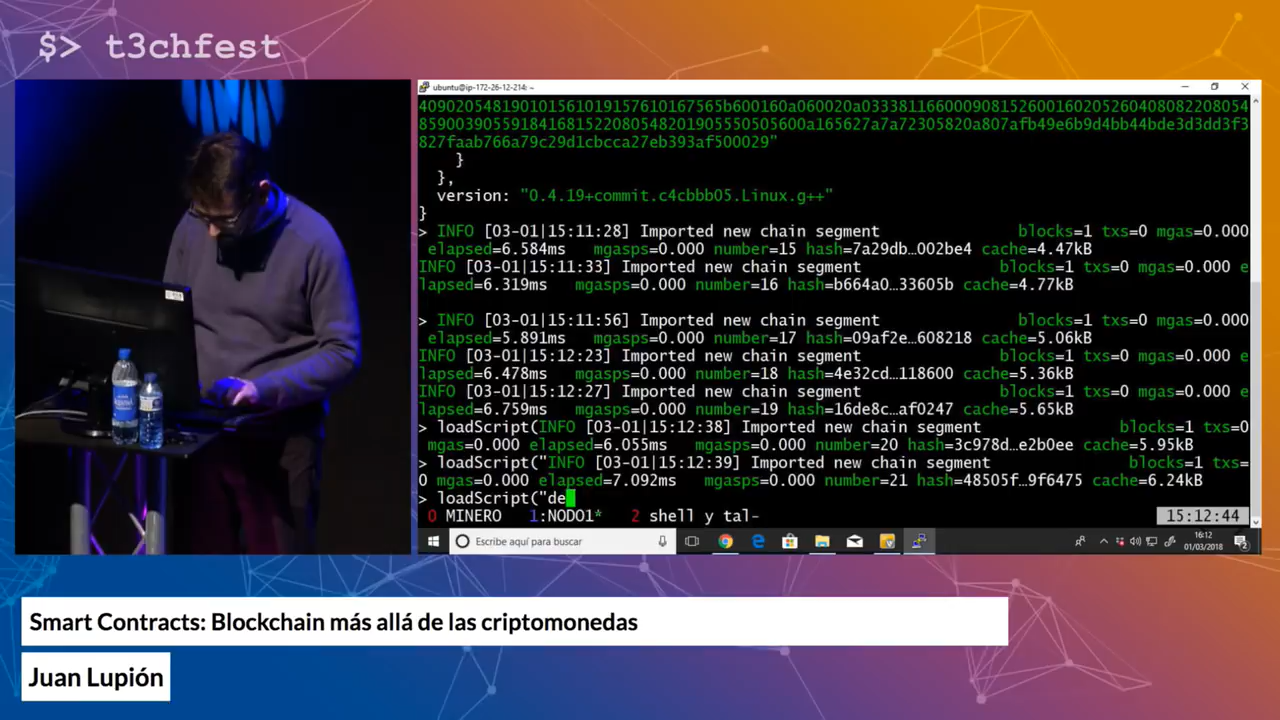 $> t3chfest
ubuntu@ip-172-26-12-214: ~
40902054819010156101915761016756 5b600160a060020a03338116600090815260016020526040808220805 4
859003905591841681522080548201905550505600a165627a7a72305820a807afb49e6b9d4bb44bde3d3dd3f3
827faab766a79c29d1cbcca27eb393af500029"
}
},
version: "0.4.19+commit.c4cbbb05.Linux.g++"
}
> INFO [03-01|15:11:28] Imported new chain segment blocks=1 txs=0 mgas=0.000
elapsed=6.584ms mgasps=0.000 number=15 hash=7a29db…002be4 cache=4.47kB
INFO [03-01|15:11:33] Imported new chain segment blocks=1 txs=0 mgas=0.000 e
lapsed=6.319ms mgasps=0.000 number=16 hash=b664a0…33605b cache=4.77kB
> INFO [03-01|15:11:56] Imported new chain segment blocks=1 txs=0 mgas=0.000
elapsed=5.891ms mgasps=0.000 number=17 hash=09af2e…608218 cache=5.06kB
INFO [03-01|15:12:23] Imported new chain segment blocks=1 txs=0 mgas=0.000 e
lapsed=6.478ms mgasps=0.000 number=18 hash=4e32cd…118600 cache=5.36kB
INFO [03-01|15:12:27] Imported new chain segment blocks=1 txs=0 mgas=0.000 e
lapsed=6.759ms mgasps=0.000 number=19 hash=16de8c…af0247 cache=5.65kB
> loadScript(INFO [03-01|15:12:38] Imported new chain segment blocks=1 txs=0
mgas=0.000 elapsed=6.055ms mgasps=0.000 number=20 hash=3c978d…e2b0ee cache=5.95kB
> loadScript("INFO [03-01|15:12:39] Imported new chain segment blocks=1 txs=
0 mgas=0.000 elapsed=7.092ms mgasps=0.000 number=21 hash=48505f…9f6475 cache=6.24kB
> loadScript("de
0 MINERO 1:NODO1* 2 shell y tal- 15:12:44
Escribe aquí para buscar
16:12
01/03/2018
2
Smart Contracts: Blockchain más allá de las criptomonedas
Juan Lupión